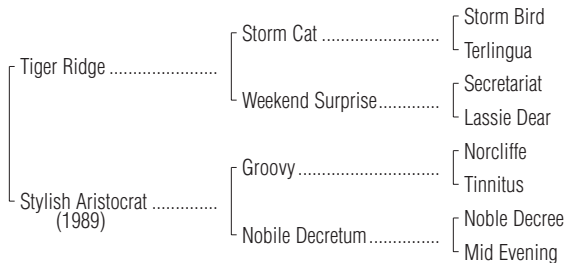 Storm Bird
Storm Cat ........................
Terlingua
Tiger Ridge ......................
Secretariat
Weekend Surprise.............
Lassie Dear
Norcliffe
Groovy .............................
Tinnitus
Stylish Aristocrat ..............
(1989)
Noble Decree
Nobile Decretum ...............
Mid Evening